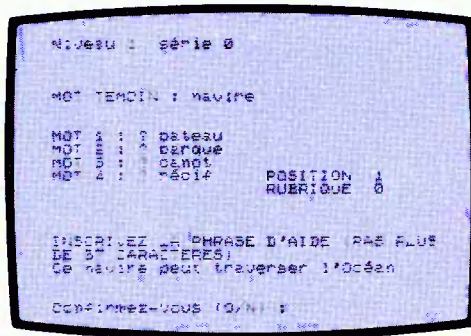 Niveau 1 série 0
MOT TEMOIN : navire
MOT 1 : ? bateau
MOT 2 : ? barque
MOT 3 : ? canot
MOT 4 : ? récif
POSITION 1
RUBRIQUE 0
INSCRIVEZ LA PHRASE D'AIDE (PAS PLUS
DE 37 CARACTERES)
Ce navire peut traverser l'Océan
Confirmez-vous (O/N) :